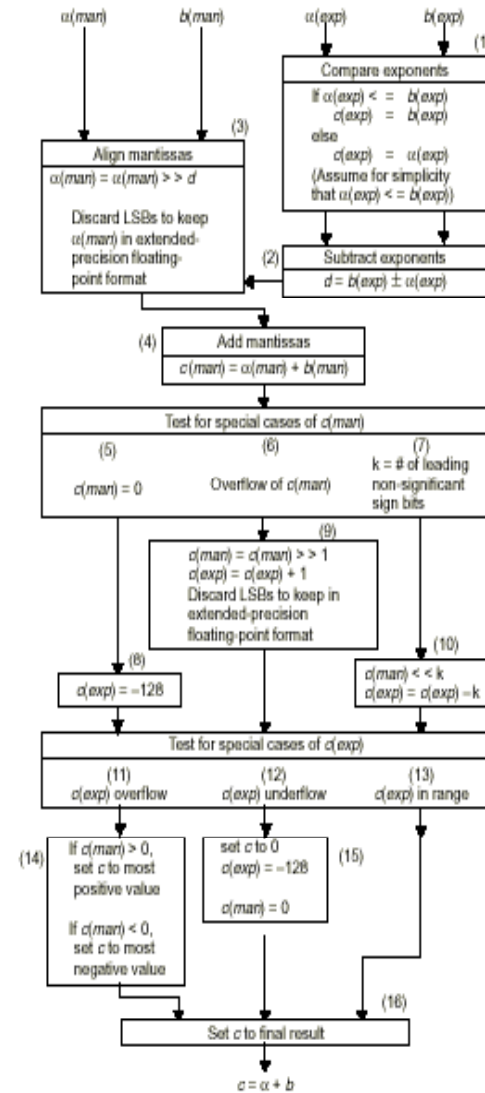 α(man) b(man) α(exp) b(exp)
(1
Compare exponents
If α(exp) < = b(exp)
c(exp) = b(exp)
else
c(exp) = α(exp)
(Assume for simplicity
that α(exp) < = b(exp))
(3)
Align mantissas
α(man) = α(man) > > d
Discard LSBs to keep
α(man) in extended-
precision floating-
point format
(2)
Subtract exponents
d = b(exp) ± α(exp)
(4)
Add mantissas
c(man) = α(man) + b(man)
Test for special cases of c(man)
(5)
c(man) = 0
(6)
Overflow of c(man)
(7)
k = # of leading
non-significant
sign bits
(9)
c(man) = c(man) > > 1
c(exp) = c(exp) + 1
Discard LSBs to keep in
extended-precision
floating-point format
(8)
c(exp) = –128
(10)
c(man) < < k
c(exp) = c(exp) – k
Test for special cases of c(exp)
(11)
c(exp) overflow
(12)
c(exp) underflow
(13)
c(exp) in range
(14)
If c(man) > 0,
set c to most
positive value
If c(man) < 0,
set c to most
negative value
set c to 0
c(exp) = –128
c(man) = 0
(15)
(16)
Set c to final result
c = α + b